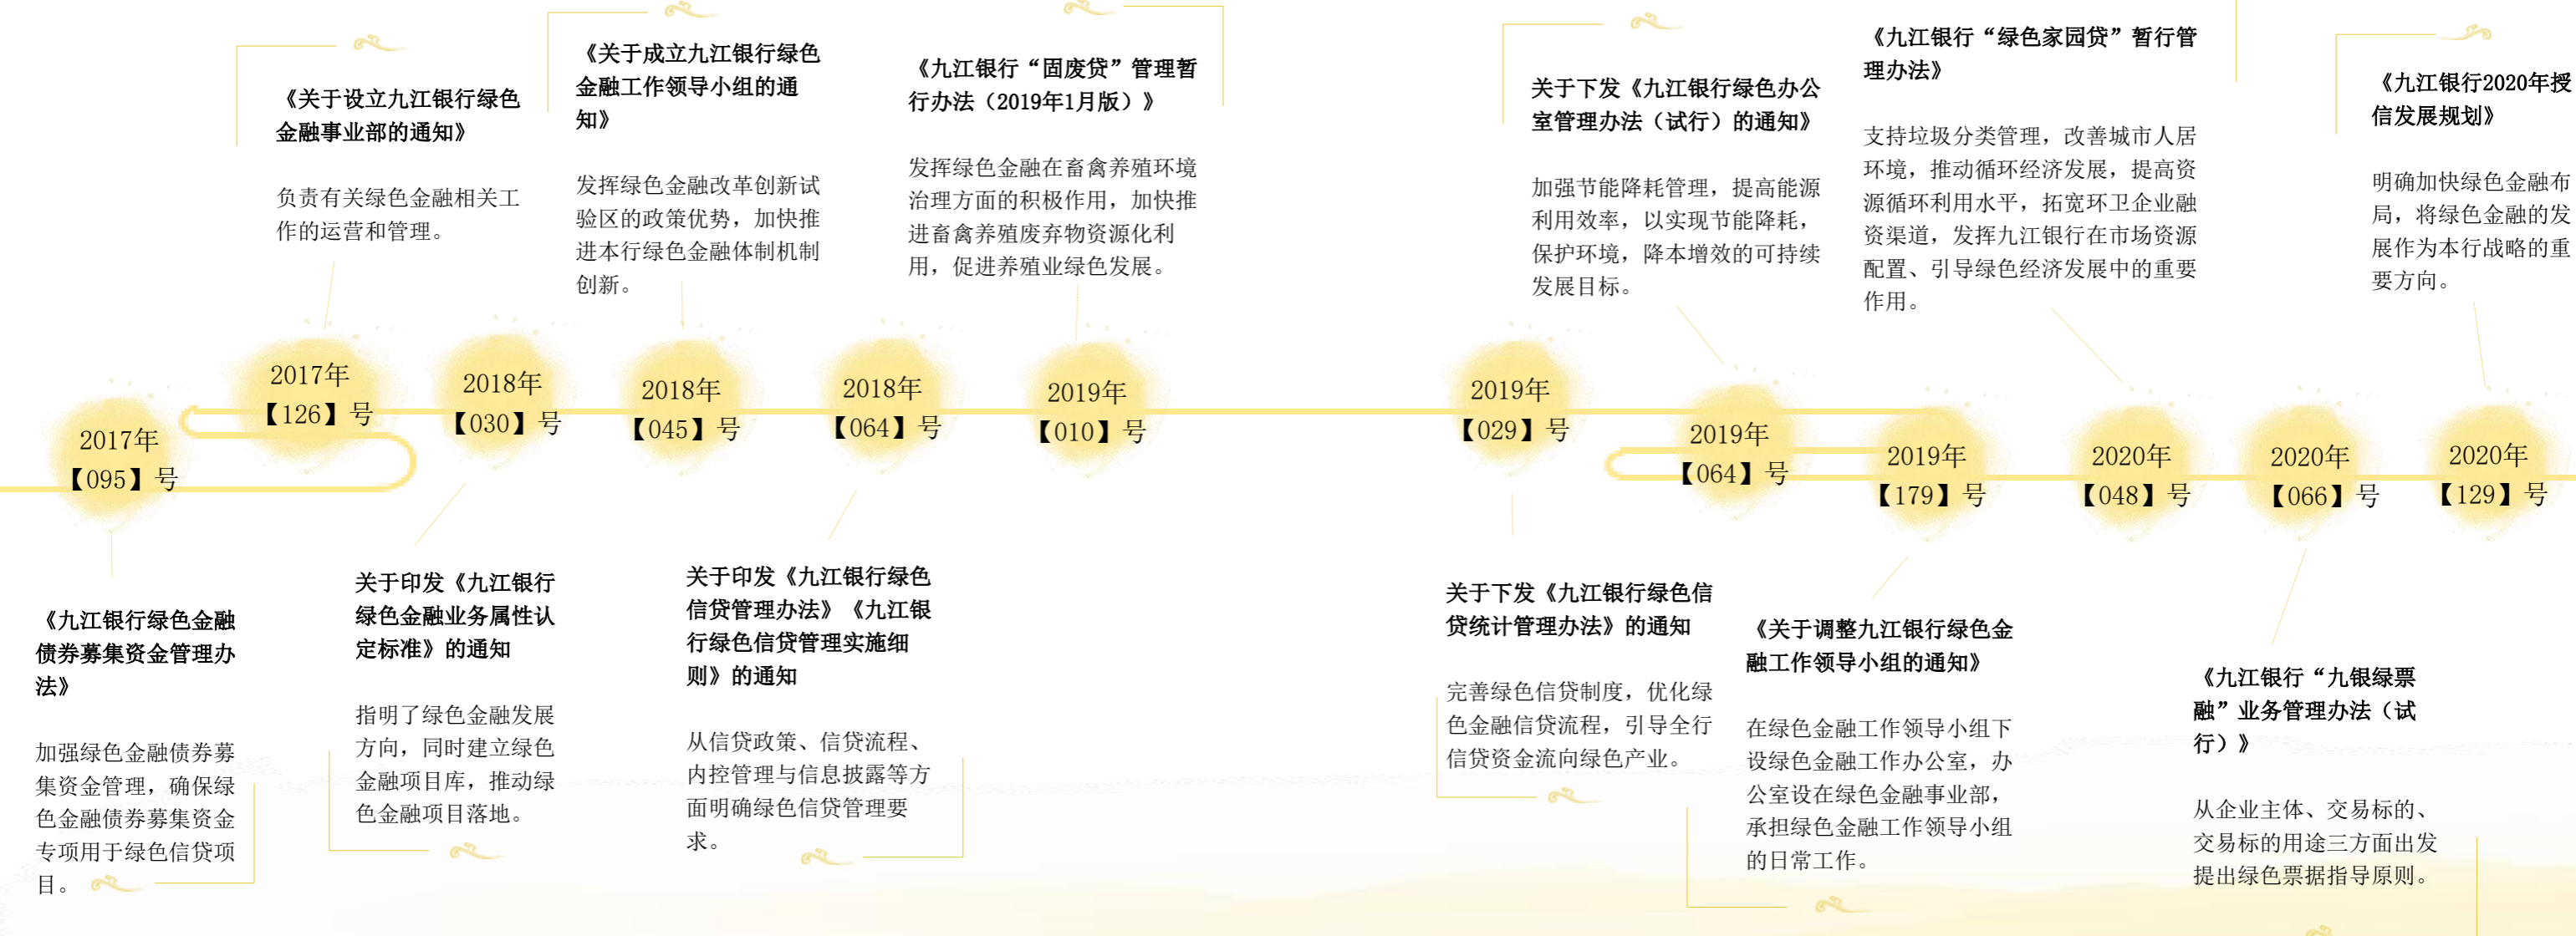 《关于设立九江银行绿色
金融事业部的通知》
负责有关绿色金融相关工
作的运营和管理。
《关于成立九江银行绿色
金融工作领导小组的通
知》
发挥绿色金融改革创新试
验区的政策优势，加快推
进本行绿色金融体制机制
创新。
《九江银行“固废贷”管理暂
行办法（2019年1月版）》
发挥绿色金融在畜禽养殖环境
治理方面的积极作用，加快推
进畜禽养殖废弃物资源化利
用，促进养殖业绿色发展。
关于下发《九江银行绿色办公
室管理办法（试行）的通知》
加强节能降耗管理，提高能源
利用效率，以实现节能降耗，
保护环境，降本增效的可持续
发展目标。
《九江银行“绿色家园贷”暂行管
理办法》
支持垃圾分类管理，改善城市人居
环境，推动循环经济发展，提高资
源循环利用水平，拓宽环卫企业融
资渠道，发挥九江银行在市场资源
配置、引导绿色经济发展中的重要
作用。
《九江银行2020年授
信发展规划》
明确加快绿色金融布
局，将绿色金融的发
展作为本行战略的重
要方向。
2017年
【095】号
2017年
【126】号
2018年
【030】号
2018年
【045】号
2018年
【064】号
2019年
【010】号
2019年
【029】号
2019年
【064】号
2019年
【179】号
2020年
【048】号
2020年
【066】号
2020年
【129】号
《九江银行绿色金融
债券募集资金管理办
法》
加强绿色金融债券募
集资金管理，确保绿
色金融债券募集资金
专项用于绿色信贷项
目。
关于印发《九江银行
绿色金融业务属性认
定标准》的通知
指明了绿色金融发展
方向，同时建立绿色
金融项目库，推动绿
色金融项目落地。
关于印发《九江银行绿色
信贷管理办法》《九江银
行绿色信贷管理实施细
则》的通知
从信贷政策、信贷流程、
内控管理与信息披露等方
面明确绿色信贷管理要
求。
关于下发《九江银行绿色信
贷统计管理办法》的通知
完善绿色信贷制度，优化绿
色金融信贷流程，引导全行
信贷资金流向绿色产业。
《关于调整九江银行绿色金
融工作领导小组的通知》
在绿色金融工作领导小组下
设绿色金融工作办公室，办
公室设在绿色金融事业部，
承担绿色金融工作领导小组
的日常工作。
《九江银行“九银绿票
融”业务管理办法（试
行）》
从企业主体、交易标的、
交易标的用途三方面出发
提出绿色票据指导原则。